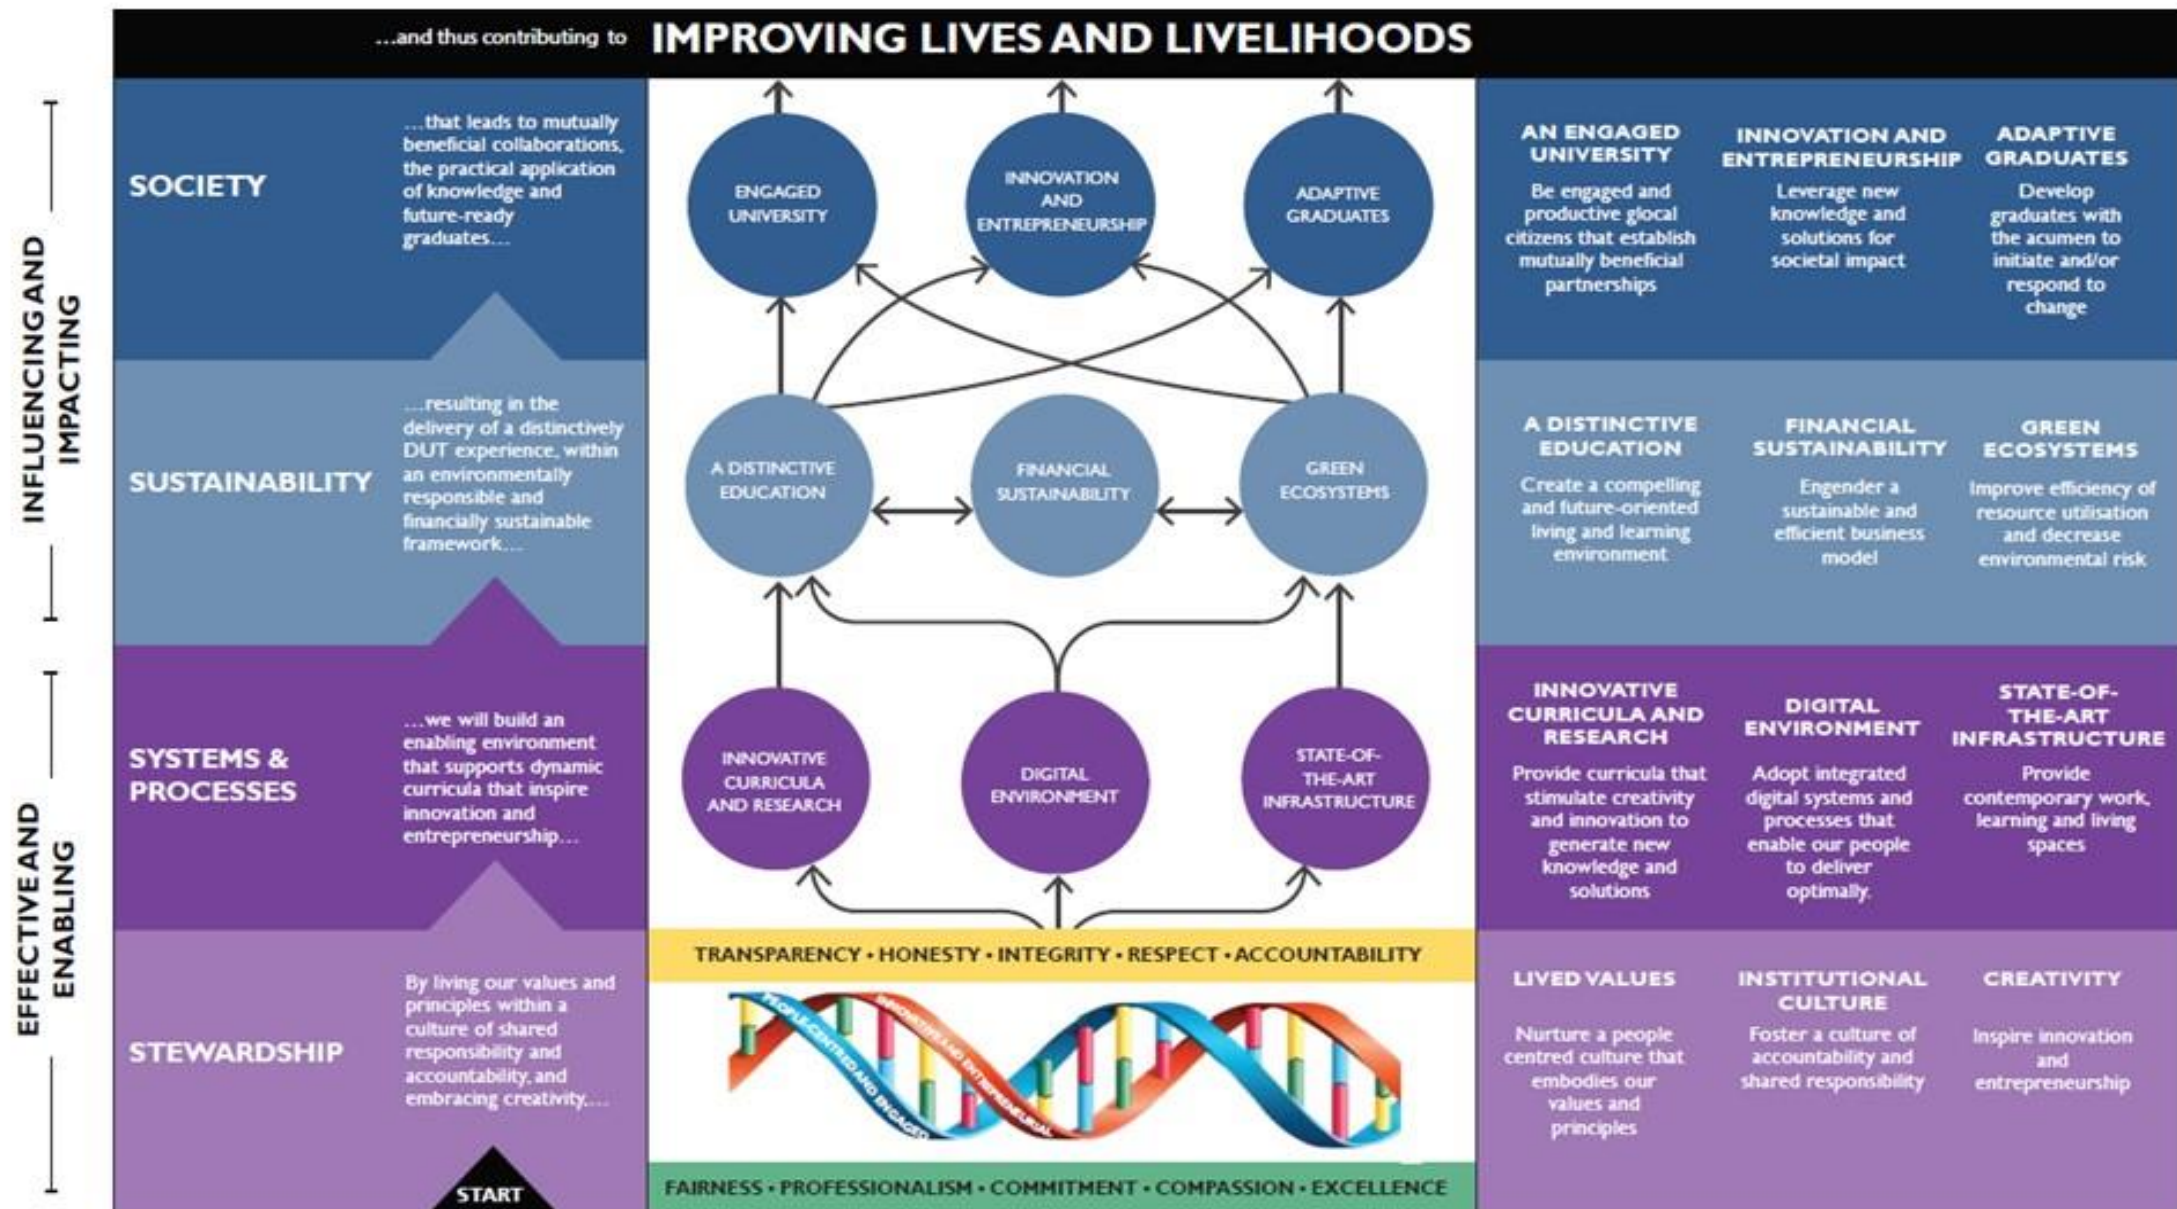 ...and thus contributing to IMPROVING LIVES AND LIVELIHOODS
INFLUENCING AND
IMPACTING
SOCIETY
...that leads to mutually
beneficial collaborations,
the practical application
of knowledge and
future-ready
graduates...
ENGAGED
UNIVERSITY
INNOVATION
AND
ENTREPRENEURSHIP
ADAPTIVE
GRADUATES
AN ENGAGED
UNIVERSITY
Be engaged and
productive glocal
citizens that establish
mutually beneficial
partnerships
INNOVATION AND
ENTREPRENEURSHIP
Leverage new
knowledge and
solutions for
societal impact
ADAPTIVE
GRADUATES
Develop
graduates with
the acumen to
initiate and/or
respond to
change
SUSTAINABILITY
...resulting in the
delivery of a distinctively
DUT experience, within
an environmentally
responsible and
financially sustainable
framework...
A DISTINCTIVE
EDUCATION
FINANCIAL
SUSTAINABILITY
GREEN
ECOSYSTEMS
A DISTINCTIVE
EDUCATION
Create a compelling
and future-oriented
living and learning
environment
FINANCIAL
SUSTAINABILITY
Engender a
sustainable and
efficient business
model
GREEN
ECOSYSTEMS
Improve efficiency of
resource utilisation
and decrease
environmental risk
EFFECTIVE AND
ENABLING
SYSTEMS &
PROCESSES
...we will build an
enabling environment
that supports dynamic
curricula that inspire
innovation and
entrepreneurship...
INNOVATIVE
CURRICULA
AND RESEARCH
DIGITAL
ENVIRONMENT
STATE-OF-
THE-ART
INFRASTRUCTURE
INNOVATIVE
CURRICULA AND
RESEARCH
Provide curricula that
stimulate creativity
and innovation to
generate new
knowledge and
solutions
DIGITAL
ENVIRONMENT
Adopt integrated
digital systems and
processes that
enable our people
to deliver
optimally.
STATE-OF-
THE-ART
INFRASTRUCTURE
Provide
contemporary work,
learning and living
spaces
STEWARDSHIP
By living our values and
principles within a
culture of shared
responsibility and
accountability, and
embracing creativity,...
START
TRANSPARENCY • HONESTY • INTEGRITY • RESPECT • ACCOUNTABILITY
PEOPLE-CENTRED AND ENGAGED
INNOVATIVE AND ENTREPRENEURIAL
FAIRNESS • PROFESSIONALISM • COMMITMENT • COMPASSION • EXCELLENCE
LIVED VALUES
Nurture a people
centred culture that
embodies our
values and
principles
INSTITUTIONAL
CULTURE
Foster a culture of
accountability and
shared responsibility
CREATIVITY
Inspire innovation
and
entrepreneurship